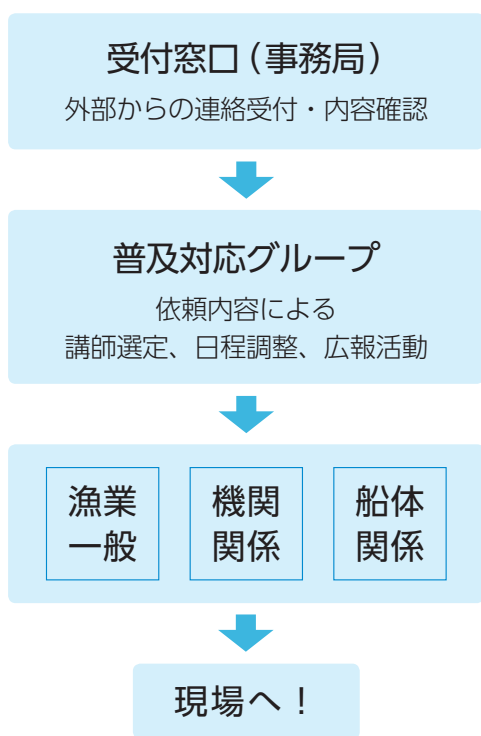 受付窓口（事務局）
外部からの連絡受付・内容確認
普及対応グループ
依頼内容による
講師選定、日程調整、広報活動
漁業
一般
機関
関係
船体
関係
現場へ！